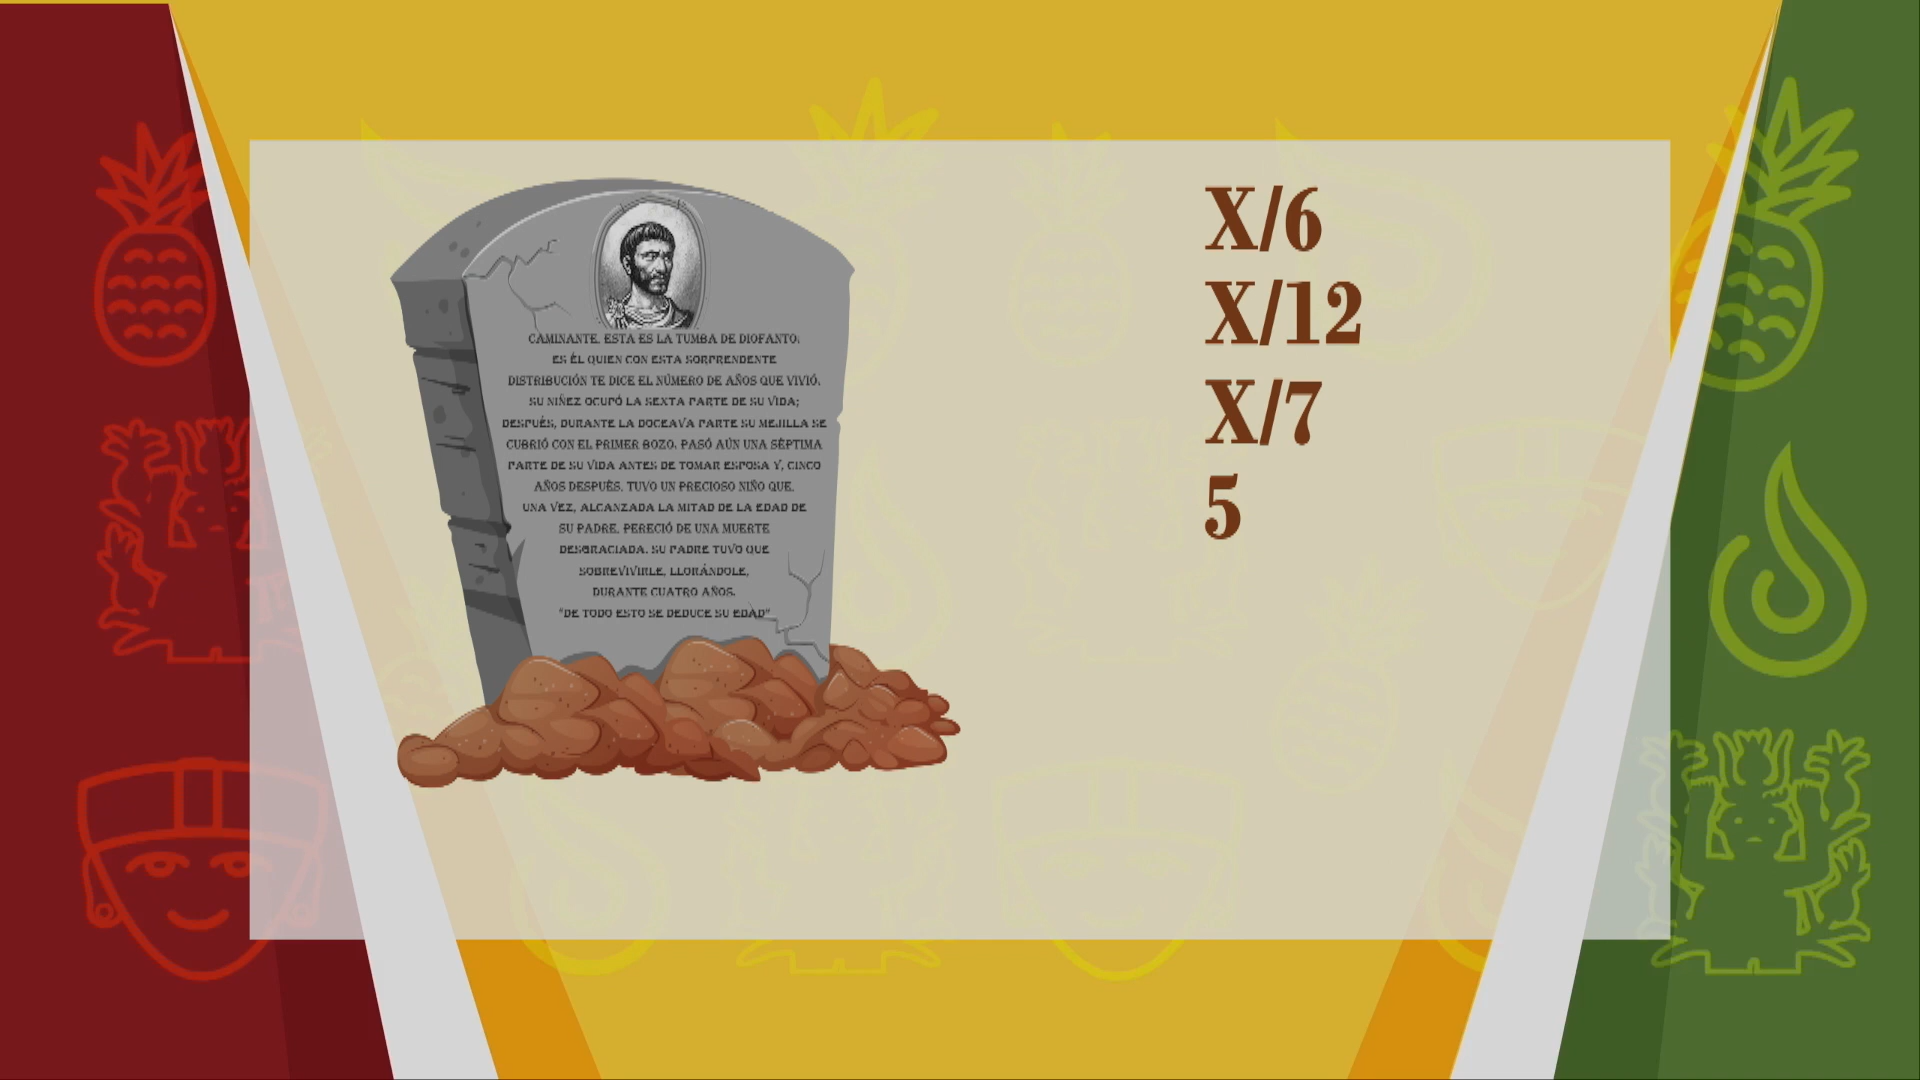 CAMINANTE, ESTA ES LA TUMBA DE DIOFANTO:
ES ÉL QUIEN CON ESTA SORPRENDENTE
DISTRIBUCIÓN TE DICE EL NÚMERO DE AÑOS QUE VIVIÓ.
SU NIÑEZ OCUPÓ LA SEXTA PARTE DE SU VIDA;
DESPUÉS, DURANTE LA DOCEAVA PARTE SU MEJILLA SE
CUBRIÓ CON EL PRIMER BOZO. PASÓ AÚN UNA SÉPTIMA
PARTE DE SU VIDA ANTES DE TOMAR ESPOSA Y, CINCO
AÑOS DESPUÉS, TUVO UN PRECIOSO NIÑO QUE,
UNA VEZ, ALCANZADA LA MITAD DE LA EDAD DE
SU PADRE, PERECIÓ DE UNA MUERTE
DESGRACIADA. SU PADRE TUVO QUE
SOBREVIVIRLE, LLORÁNDOLE,
DURANTE CUATRO AÑOS.
"DE TODO ESTO SE DEDUCE SU EDAD"
X/6
X/12
X/7
5